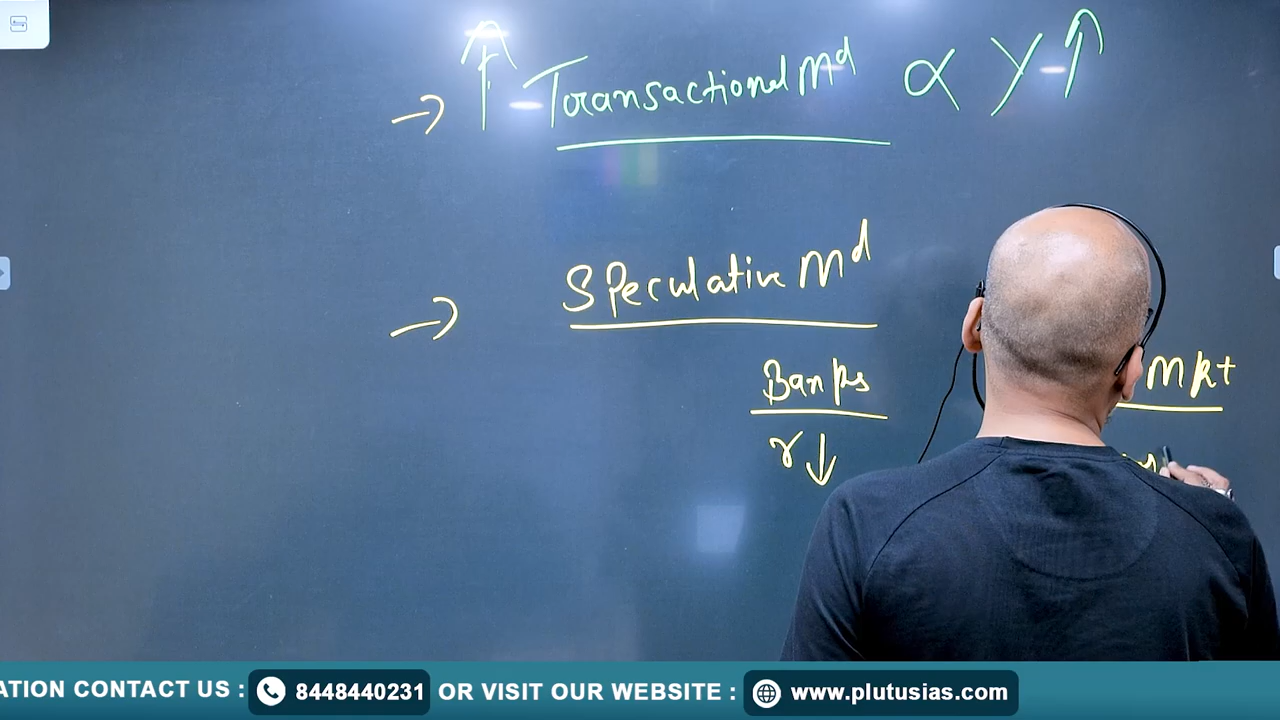 → ↑ Transactional Md ∝ Y ↑
→ Speculative Md
Banks
Mkt
r ↓
ATION CONTACT US : 8448440231 OR VISIT OUR WEBSITE : www.plutusias.com